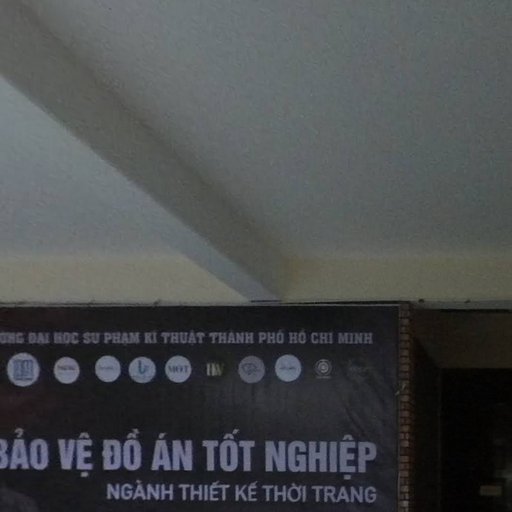 ĐẠI HỌC SƯ PHẠM KĨ THUẬT THÀNH PHỐ HỒ CHÍ MINH
BẢO VỆ ĐỒ ÁN TỐT NGHIỆP
NGÀNH THIẾT KẾ THỜI TRANG